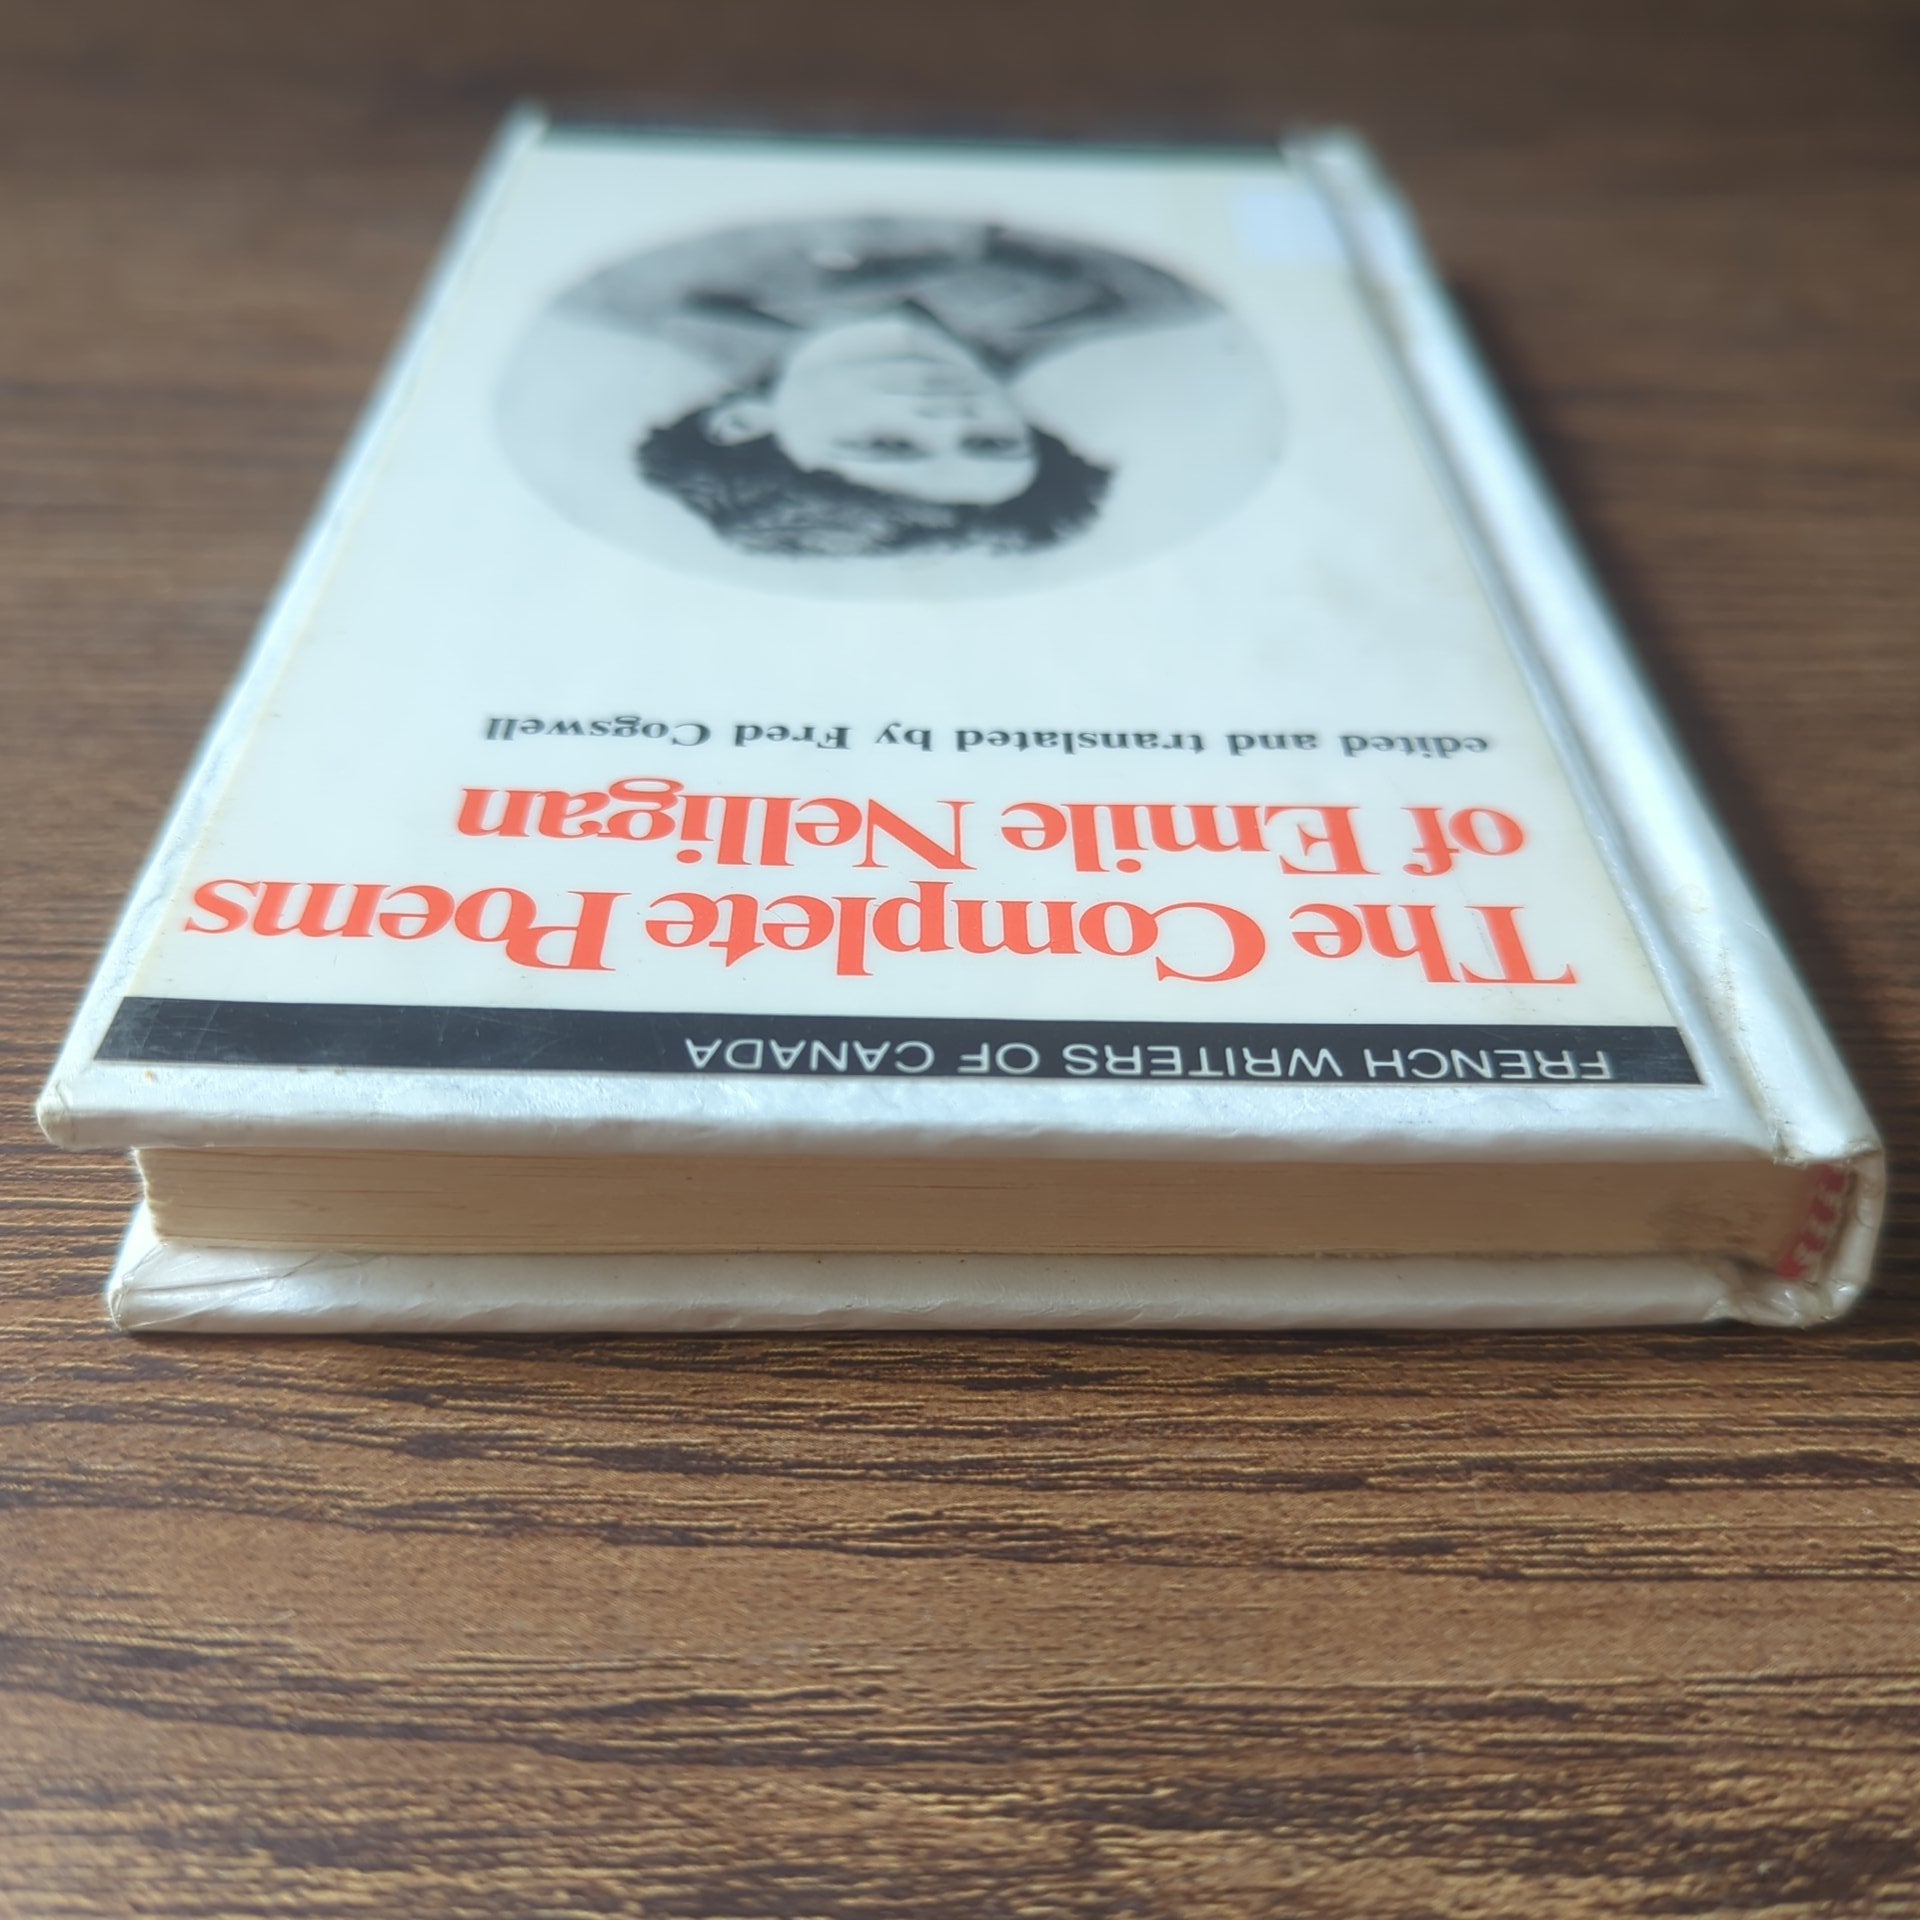 FRENCH WRITERS OF CANADA
The Complete Poems
of Emile Nelligan
edited and translated by Fred Cogswell